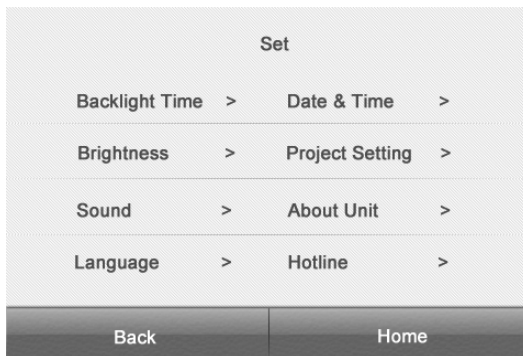 Set
Backlight Time > Date & Time >
Brightness > Project Setting >
Sound > About Unit >
Language > Hotline >
Back Home